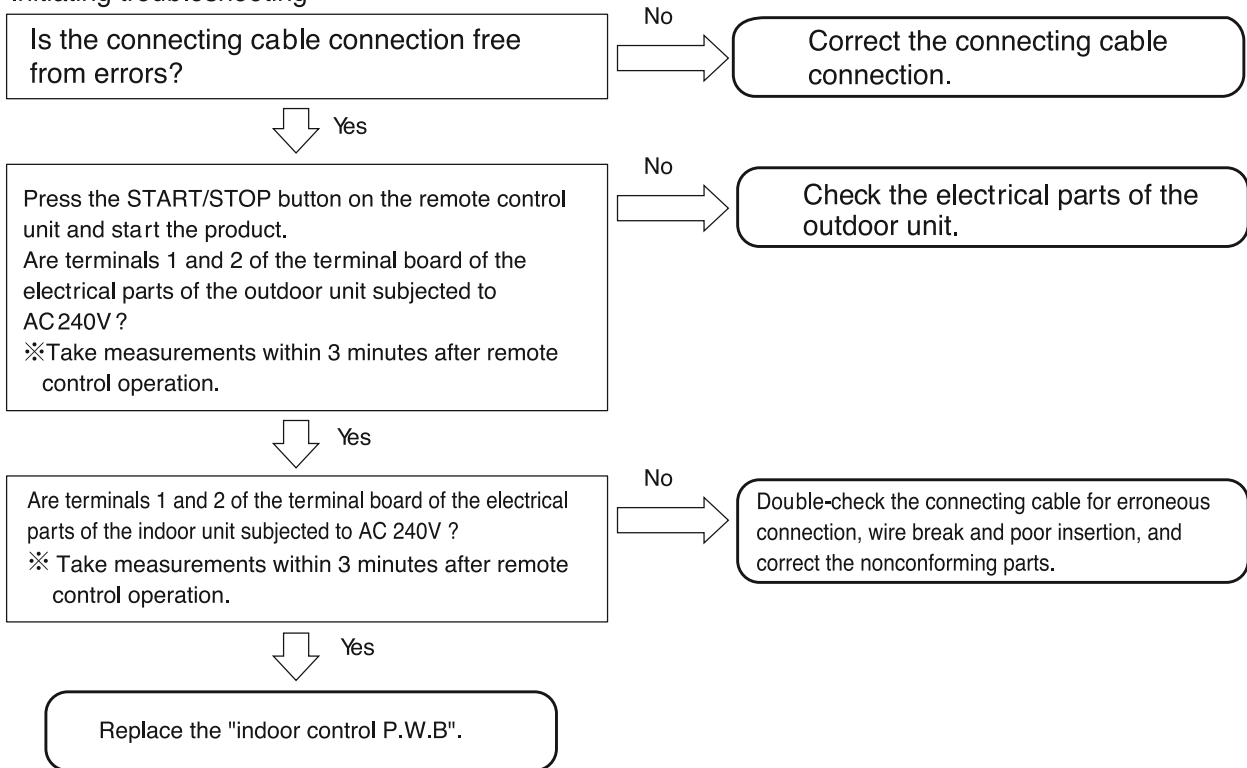 Initiating troubleshooting
Is the connecting cable connection free
from errors?
No
Correct the connecting cable
connection.
Yes
Press the START/STOP button on the remote control
unit and start the product.
Are terminals 1 and 2 of the terminal board of the
electrical parts of the outdoor unit subjected to
AC 240V ?
※Take measurements within 3 minutes after remote
control operation.
No
Check the electrical parts of the
outdoor unit.
Yes
Are terminals 1 and 2 of the terminal board of the electrical
parts of the indoor unit subjected to AC 240V ?
※ Take measurements within 3 minutes after remote
control operation.
No
Double-check the connecting cable for erroneous
connection, wire break and poor insertion, and
correct the nonconforming parts.
Yes
Replace the "indoor control P.W.B".